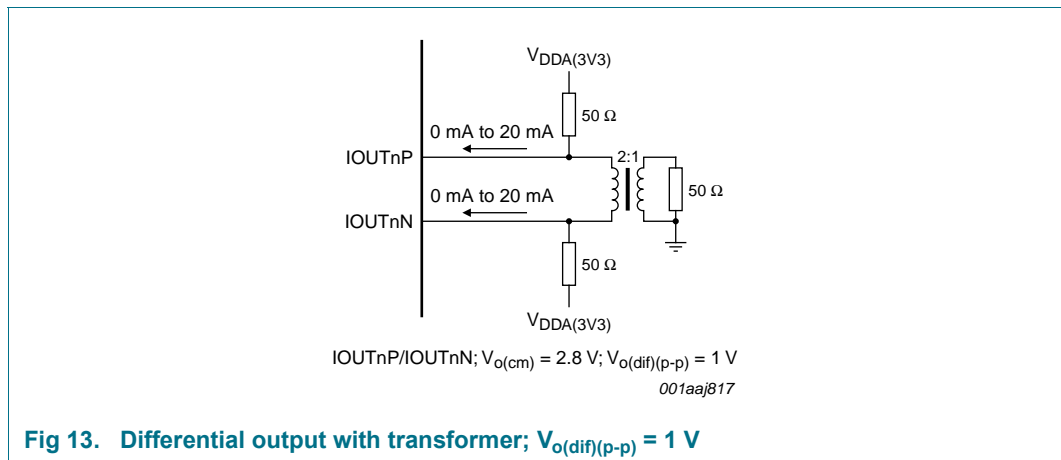 VDDA(3V3)
50 Ω
0 mA to 20 mA
IOUTnP
2:1
0 mA to 20 mA
50 Ω
IOUTnN
50 Ω
VDDA(3V3)
IOUTnP/IOUTnN; Vo(cm) = 2.8 V; Vo(dif)(p-p) = 1 V
001aaj817
Fig 13. Differential output with transformer; Vo(dif)(p-p) = 1 V